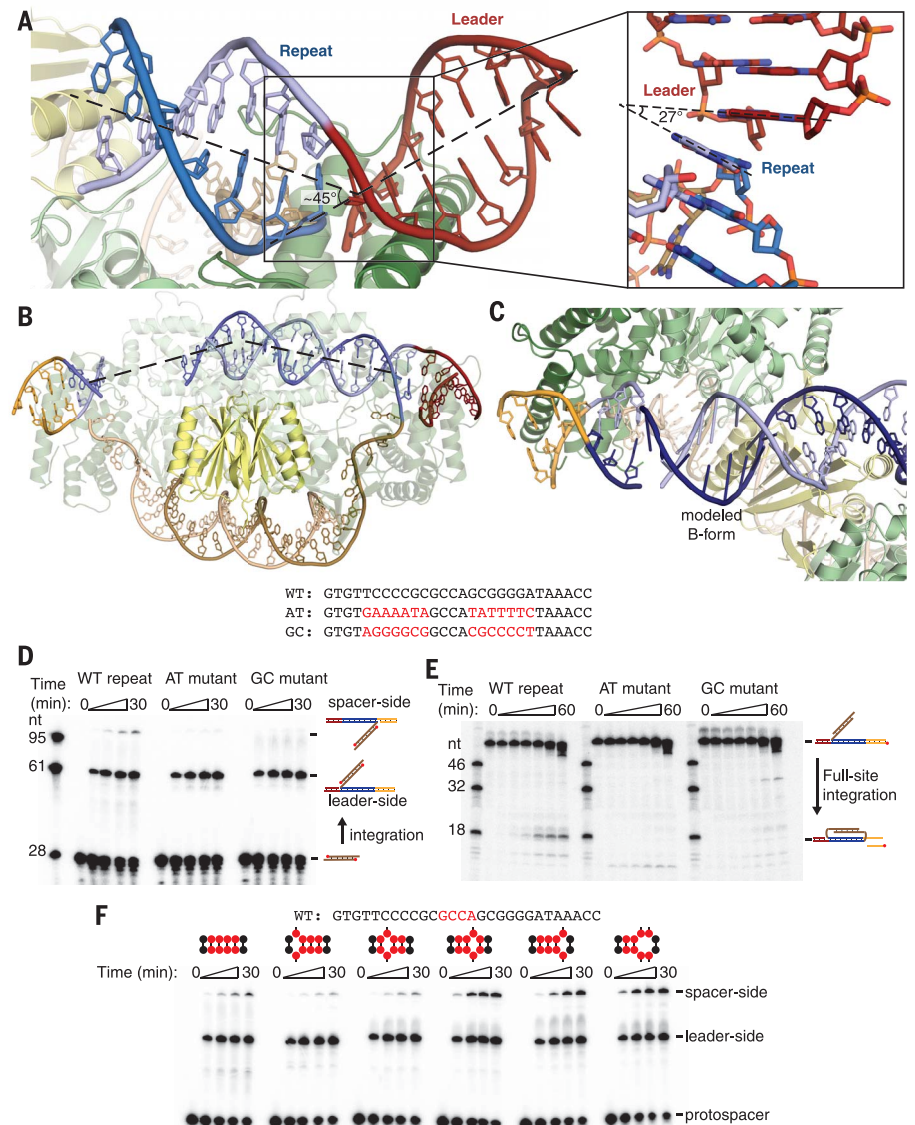 A
Repeat
Leader
~45°
Leader
27°
Repeat
B
C
modeled
B-form
WT: GTGTTCCCCGCGCCAGCGGGGATAAACC
AT: GTGTGAAAATAGCCATATTTTCTAAACC
GC: GTGTAGGGGCGGCCACGCCCCTTAAACC
D
Time
(min):
WT repeat
AT mutant
GC mutant
0 30
0 30
0 30
nt
95
61
28
spacer-side
leader-side
integration
E
Time
(min):
WT repeat
AT mutant
GC mutant
0 60
0 60
0 60
nt
46
32
18
Full-site
integration
F
WT: GTGTTCCCCGCGCCAGCGGGGATAAACC
Time (min): 0 30 0 30 0 30 0 30 0 30 0 30
spacer-side
leader-side
protospacer